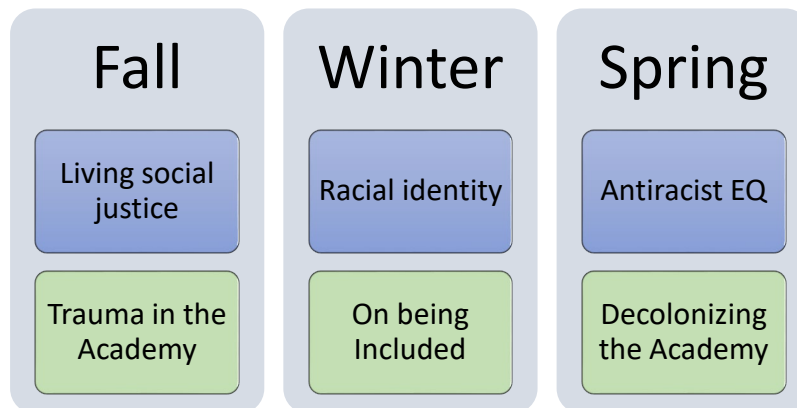 Fall
Living social
justice
Trauma in the
Academy
Winter
Racial identity
On being
Included
Spring
Antiracist EQ
Decolonizing
the Academy